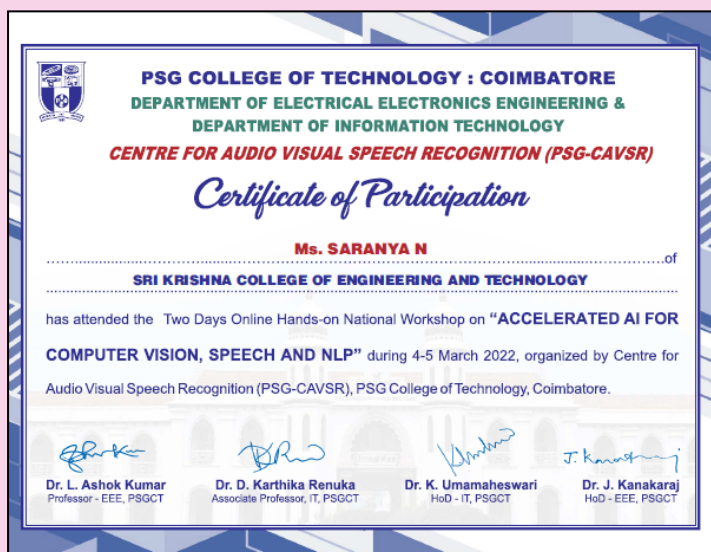 PSG COLLEGE OF TECHNOLOGY : COIMBATORE
DEPARTMENT OF ELECTRICAL ELECTRONICS ENGINEERING &
DEPARTMENT OF INFORMATION TECHNOLOGY
CENTRE FOR AUDIO VISUAL SPEECH RECOGNITION (PSG-CAVSR)
Certificate of Participation
Ms. SARANYA N
of
SRI KRISHNA COLLEGE OF ENGINEERING AND TECHNOLOGY
has attended the Two Days Online Hands-on National Workshop on “ACCELERATED AI FOR
COMPUTER VISION, SPEECH AND NLP” during 4-5 March 2022, organized by Centre for
Audio Visual Speech Recognition (PSG-CAVSR), PSG College of Technology, Coimbatore.
Dr. L. Ashok Kumar
Professor - EEE, PSGCT
Dr. D. Karthika Renuka
Associate Professor, IT, PSGCT
Dr. K. Umamaheswari
HoD - IT, PSGCT
Dr. J. Kanakaraj
HoD - EEE, PSGCT